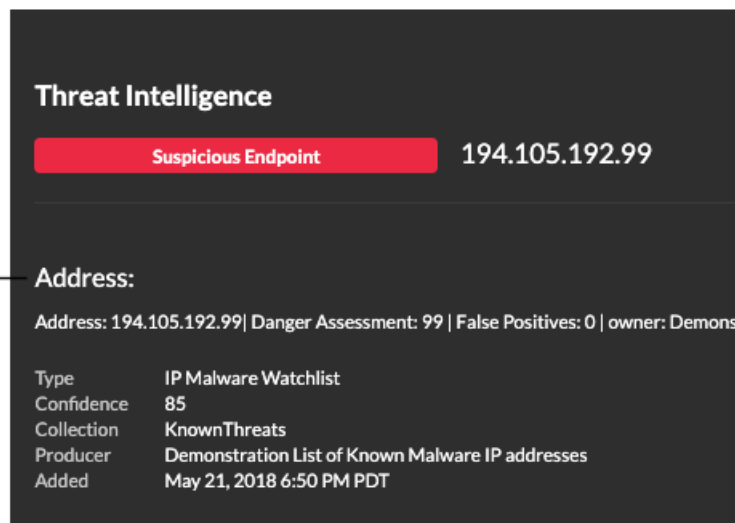 Threat Intelligence
Suspicious Endpoint 194.105.192.99
Address:
Address: 194.105.192.99| Danger Assessment: 99 | False Positives: 0 | owner: Demons
Type IP Malware Watchlist
Confidence 85
Collection KnownThreats
Producer Demonstration List of Known Malware IP addresses
Added May 21, 2018 6:50 PM PDT